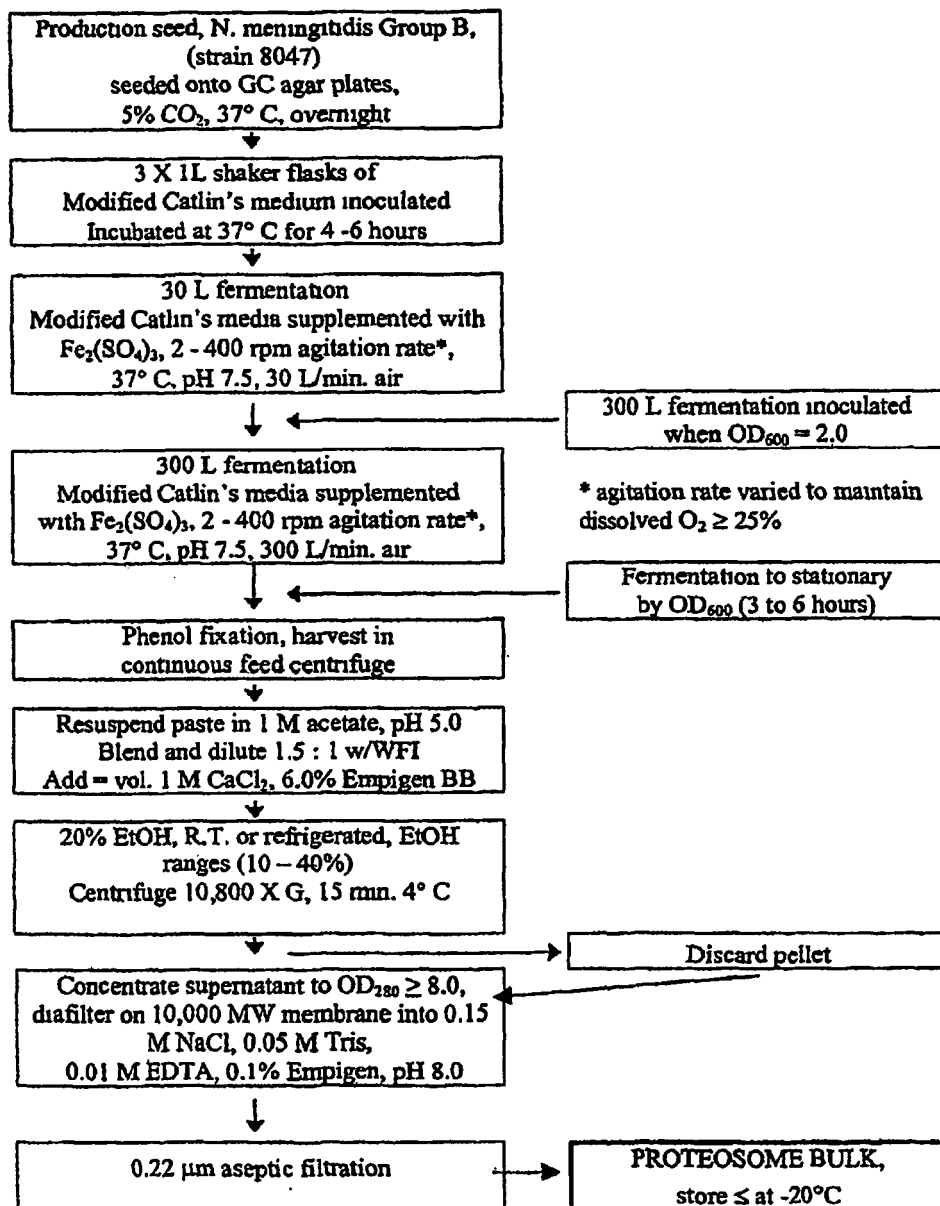 Production seed, N. meningitidis Group B,
(strain 8047)
seeded onto GC agar plates,
5% CO₂, 37° C, overnight
3 X 1L shaker flasks of
Modified Catlin's medium inoculated
Incubated at 37° C for 4 -6 hours
30 L fermentation
Modified Catlin's media supplemented with
Fe₂(SO₄)₃, 2 - 400 rpm agitation rate*,
37° C, pH 7.5, 30 L/min. air
300 L fermentation inoculated
when OD₆₀₀ = 2.0
300 L fermentation
Modified Catlin's media supplemented
with Fe₂(SO₄)₃, 2 - 400 rpm agitation rate*,
37° C, pH 7.5, 300 L/min. air
* agitation rate varied to maintain
dissolved O₂ ≥ 25%
Fermentation to stationary
by OD₆₀₀ (3 to 6 hours)
Phenol fixation, harvest in
continuous feed centrifuge
Resuspend paste in 1 M acetate, pH 5.0
Blend and dilute 1.5 : 1 w/WFI
Add = vol. 1 M CaCl₂, 6.0% Empigen BB
20% EtOH, R.T. or refrigerated, EtOH
ranges (10 – 40%)
Centrifuge 10,800 X G, 15 min. 4° C
Discard pellet
Concentrate supernatant to OD₂₈₀ ≥ 8.0,
diafilter on 10,000 MW membrane into 0.15
M NaCl, 0.05 M Tris,
0.01 M EDTA, 0.1% Empigen, pH 8.0
0.22 µm aseptic filtration
PROTEOSOME BULK,
store ≤ at -20°C